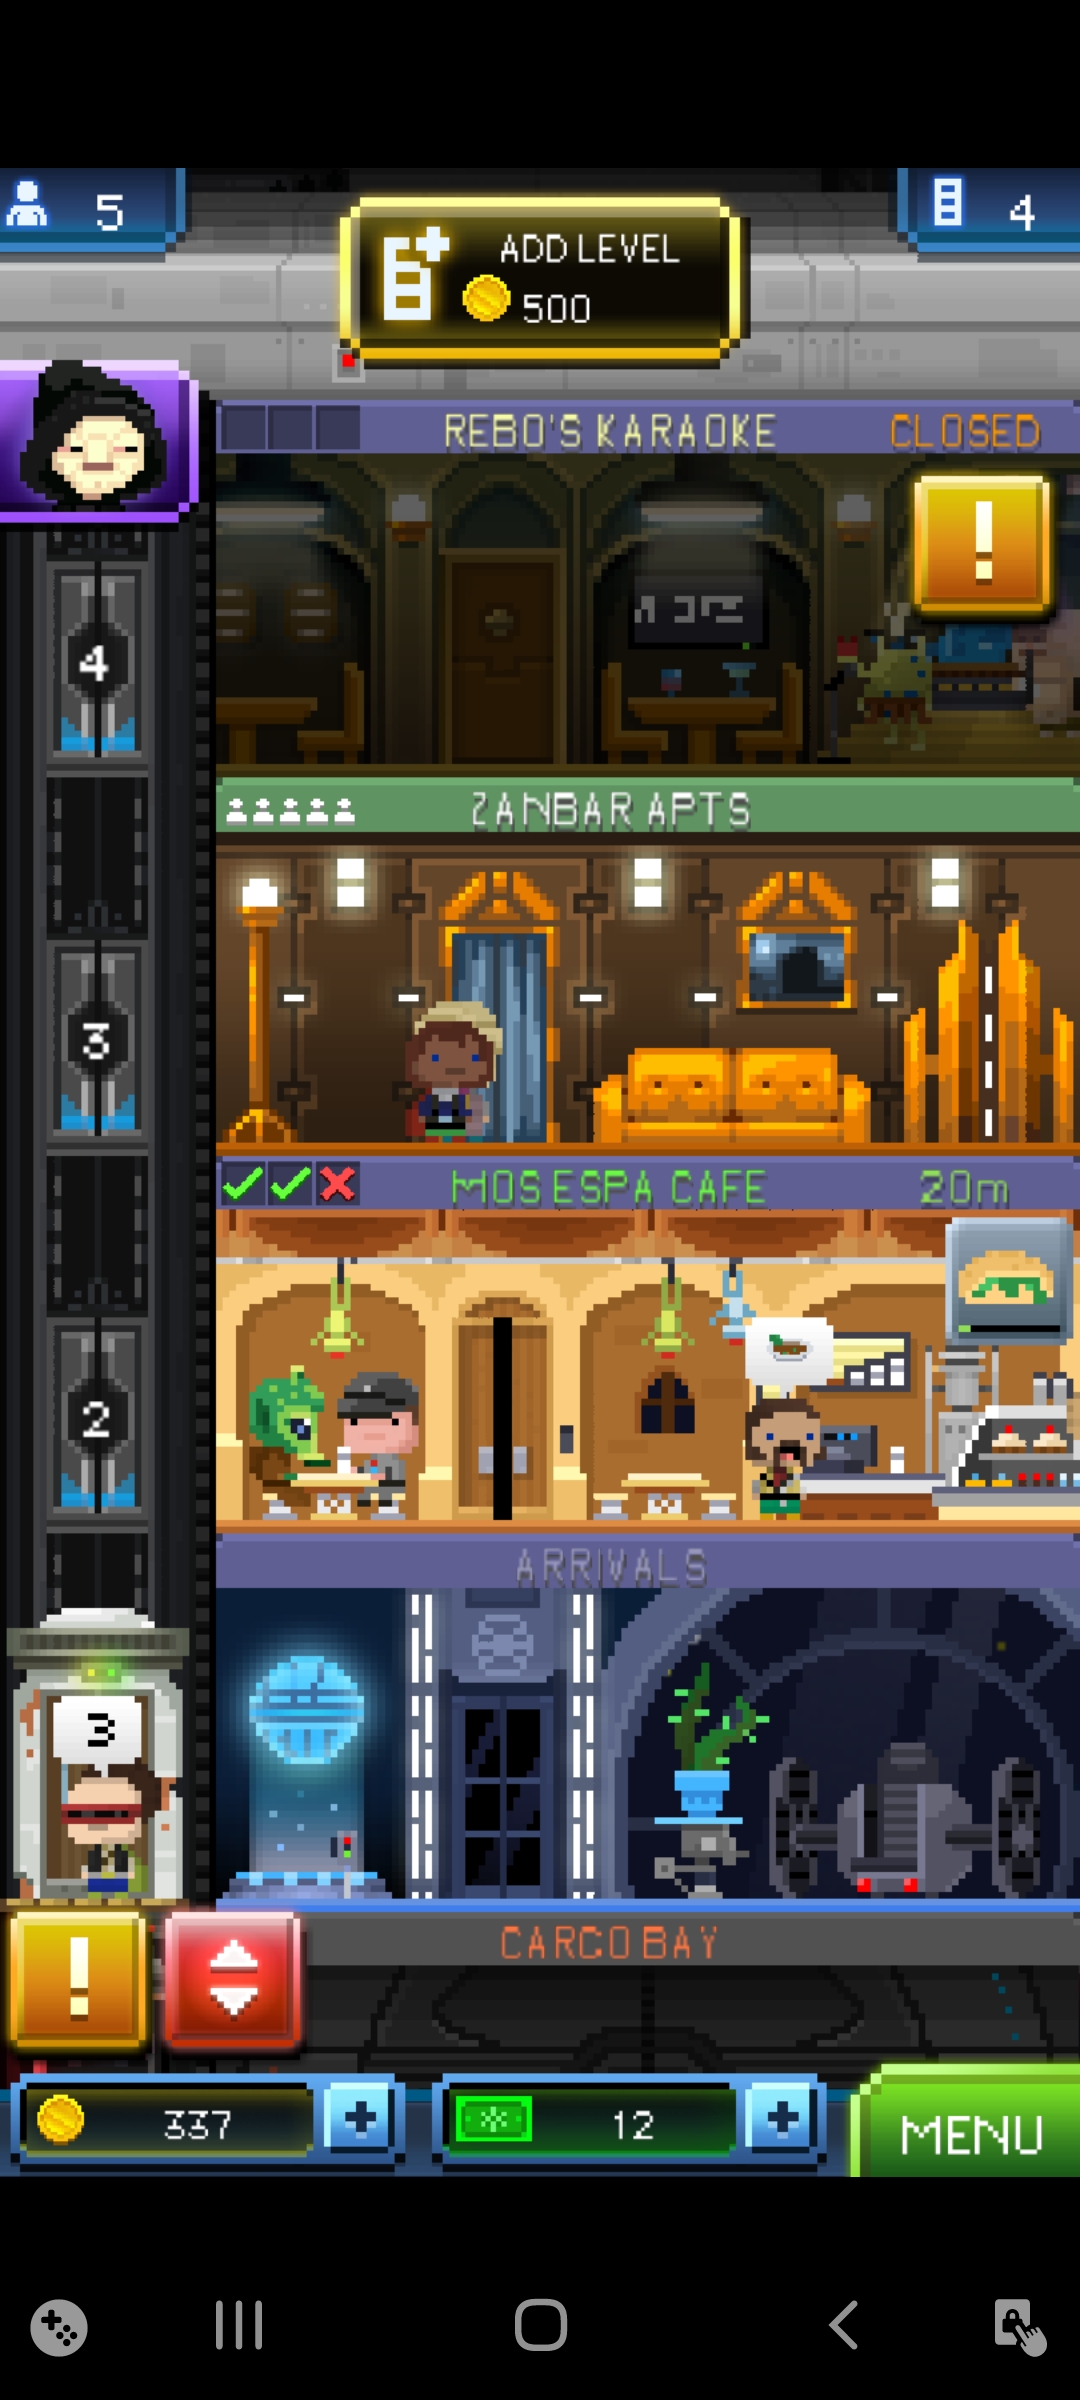 5
ADD LEVEL
500
4
REBO'S KARAOKE CLOSED
!
4
ZANBAR APTS
3
MOS ESPA CAFE 20m
2
ARRIVALS
3
!
CARGO BAY
337 +
12 +
MENU